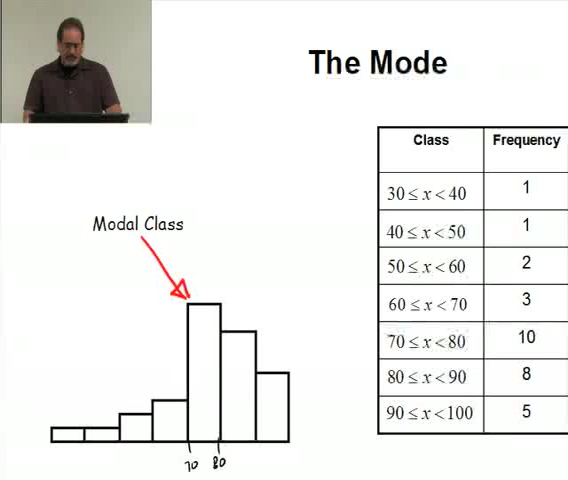 The Mode
Class Frequency
30 ≤ x < 40 1
40 ≤ x < 50 1
50 ≤ x < 60 2
60 ≤ x < 70 3
70 ≤ x < 80 10
80 ≤ x < 90 8
90 ≤ x < 100 5
Modal Class
70 80